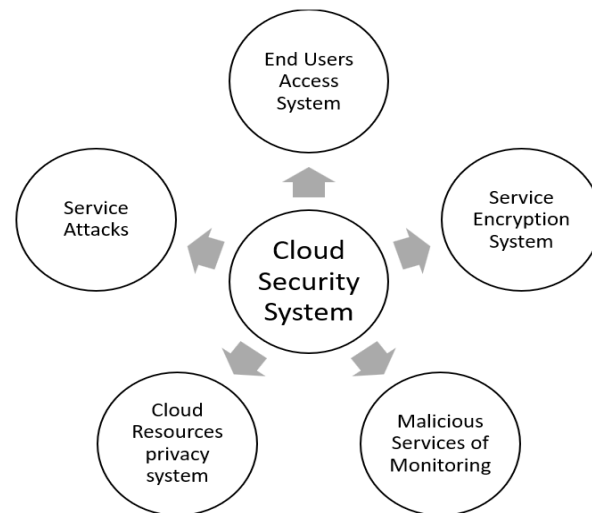 End Users
Access
System
Service
Attacks
Service
Encryption
System
Cloud
Security
System
Cloud
Resources
privacy
system
Malicious
Services of
Monitoring